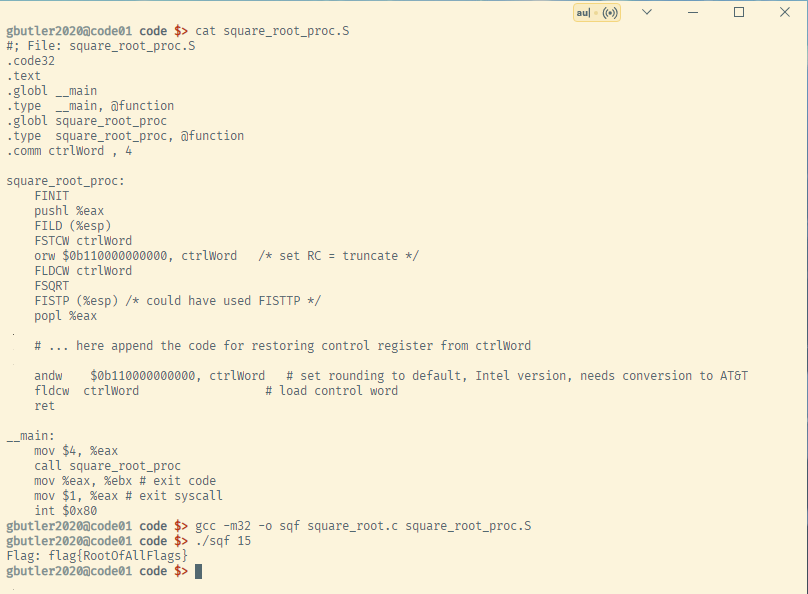 au| (•)
gbutler2020@code01 code $> cat square_root_proc.S
#; File: square_root_proc.S
.code32
.text
.globl __main
.type  __main, @function
.globl square_root_proc
.type  square_root_proc, @function
.comm ctrlWord , 4
square_root_proc:
    FINIT
    pushl %eax
    FILD (%esp)
    FSTCW ctrlWord
    orw $0b110000000000, ctrlWord   /* set RC = truncate */
    FLDCW ctrlWord
    FSQRT
    FISTP (%esp) /* could have used FISTTP */
    popl %eax
    # ... here append the code for restoring control register from ctrlWord
    andw    $0b110000000000, ctrlWord   # set rounding to default, Intel version, needs conversion to AT&T
    fldcw  ctrlWord                  # load control word
    ret
__main:
    mov $4, %eax
    call square_root_proc
    mov %eax, %ebx # exit code
    mov $1, %eax # exit syscall
    int $0x80
gbutler2020@code01 code $> gcc -m32 -o sqf square_root.c square_root_proc.S
gbutler2020@code01 code $> ./sqf 15
Flag: flag{RootOfAllFlags}
gbutler2020@code01 code $>